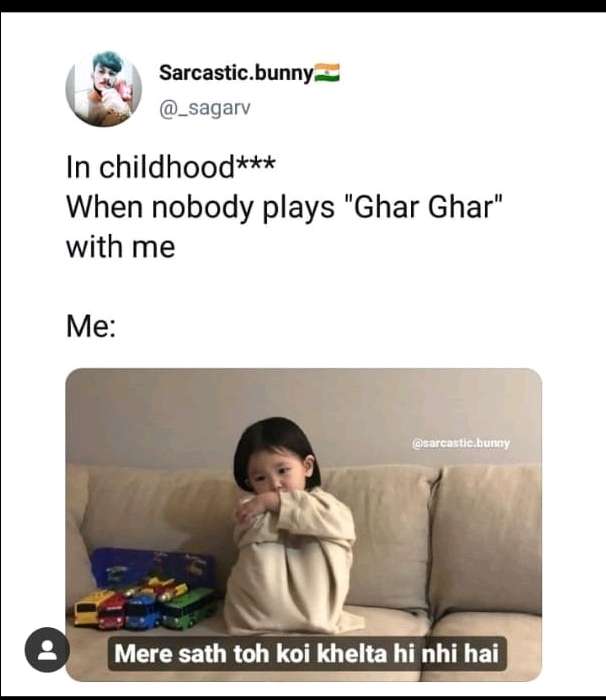 Sarcastic.bunny🇮🇳
@_sagarv
In childhood***
When nobody plays "Ghar Ghar"
with me
Me:
@sarcastic.bunny
Mere sath toh koi khelta hi nhi hai